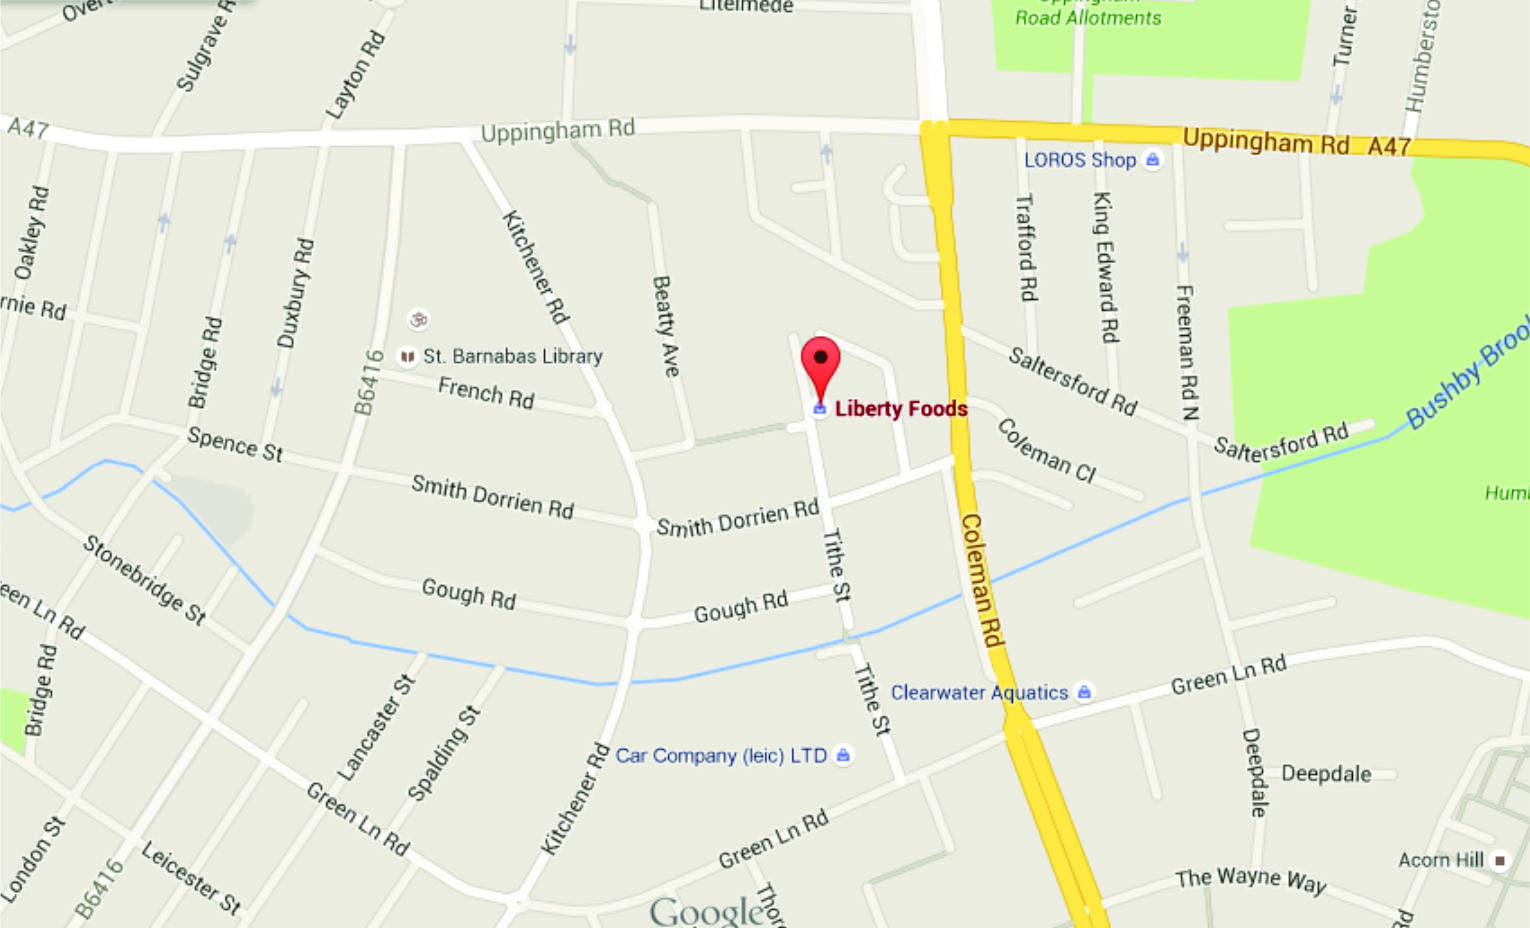 Litelmede
Road Allotments
Sulgrave
Layton Rd
Turner
A47
Uppingham Rd
Uppingham Rd A47
LOROS Shop
Oakley Rd
Kitchener Rd
Trafford Rd
King Edward Rd
Duxbury Rd
Beatty Ave
Freeman Rd N
rnie Rd
Bridge Rd
St. Barnabas Library
B6416
French Rd
Saltersford Rd
Bushby Broo
Liberty Foods
Coleman Cl
Saltersford Rd
Spence St
Smith Dorrien Rd
Smith Dorrien Rd
Huml
Stonebridge St
Tithe St
Coleman Rd
Gough Rd
Gough Rd
een Ln Rd
Bridge Rd
Green Ln Rd
Clearwater Aquatics
Tithe St
Lancaster St
Spalding St
Car Company (leic) LTD
Deepdale
Deepdale
Kitchener Rd
Green Ln Rd
Green Ln Rd
London St
Leicester St
B6416
Acorn Hill
The Wayne Way
Google
Thor
Rd